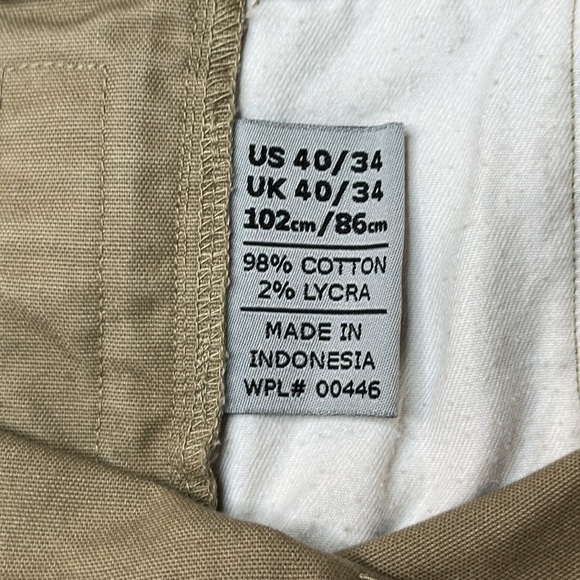 US 40/34
UK 40/34
102cm/86cm
98% COTTON
2% LYCRA
MADE IN
INDONESIA
WPL# 00446